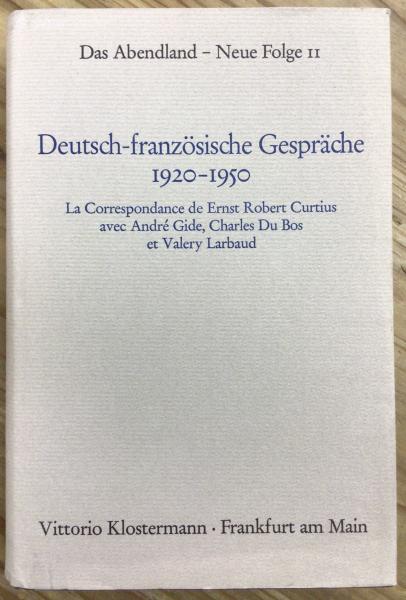 Das Abendland – Neue Folge 11
Deutsch-französische Gespräche
1920–1950
La Correspondance de Ernst Robert Curtius
avec André Gide, Charles Du Bos
et Valery Larbaud
Vittorio Klostermann · Frankfurt am Main